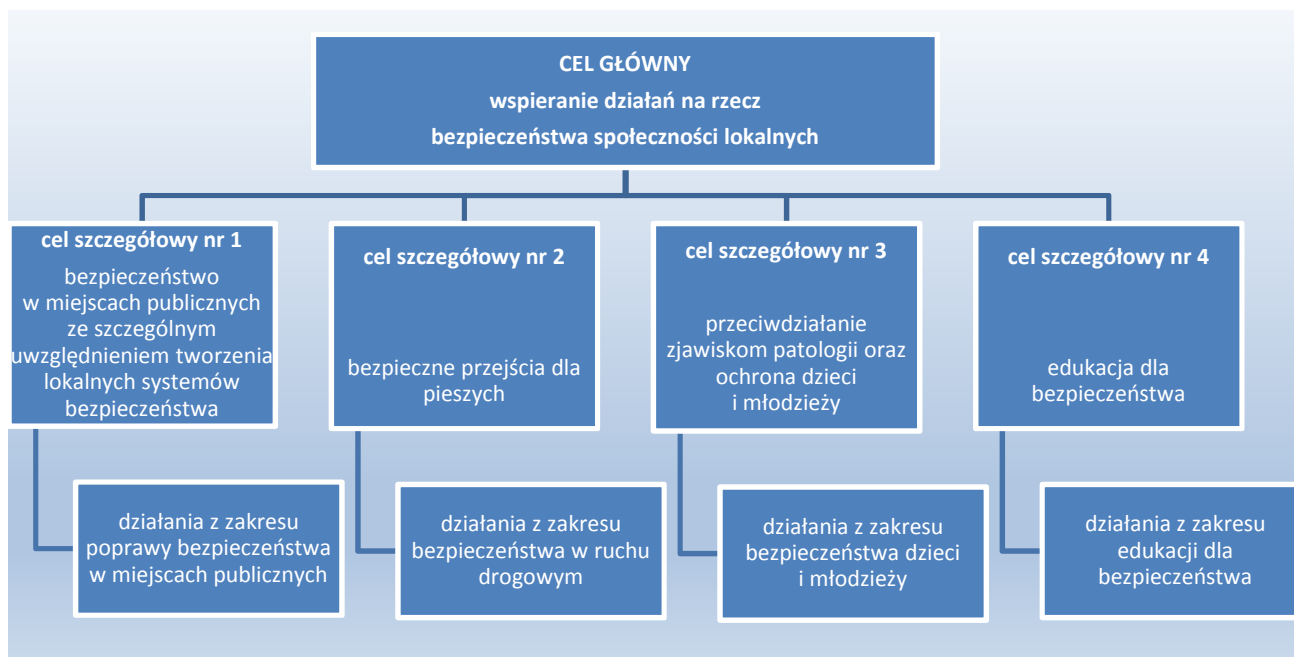 CEL GŁÓWNY
wspieranie działań na rzecz
bezpieczeństwa społeczności lokalnych
cel szczegółowy nr 1
bezpieczeństwo
w miejscach publicznych
ze szczególnym
uwzględnieniem tworzenia
lokalnych systemów
bezpieczeństwa
cel szczegółowy nr 2
bezpieczne przejścia dla
pieszych
cel szczegółowy nr 3
przeciwdziałanie
zjawiskom patologii oraz
ochrona dzieci
i młodzieży
cel szczegółowy nr 4
edukacja dla
bezpieczeństwa
działania z zakresu
poprawy bezpieczeństwa
w miejscach publicznych
działania z zakresu
bezpieczeństwa w ruchu
drogowym
działania z zakresu
bezpieczeństwa dzieci
i młodzieży
działania z zakresu
edukacji dla
bezpieczeństwa